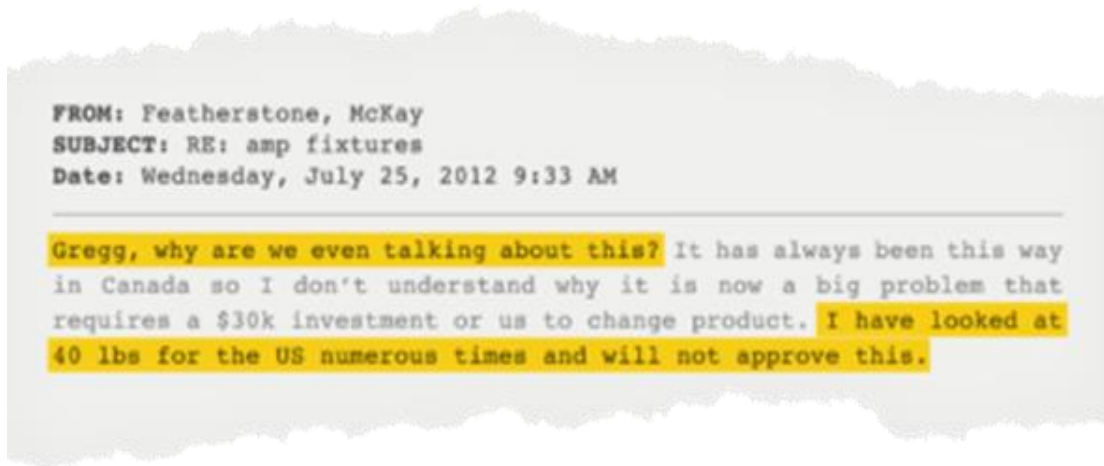 FROM: Featherstone, McKay
SUBJECT: RE: amp fixtures
Date: Wednesday, July 25, 2012 9:33 AM
Gregg, why are we even talking about this? It has always been this way
in Canada so I don't understand why it is now a big problem that
requires a $30k investment or us to change product. I have looked at
40 lbs for the US numerous times and will not approve this.